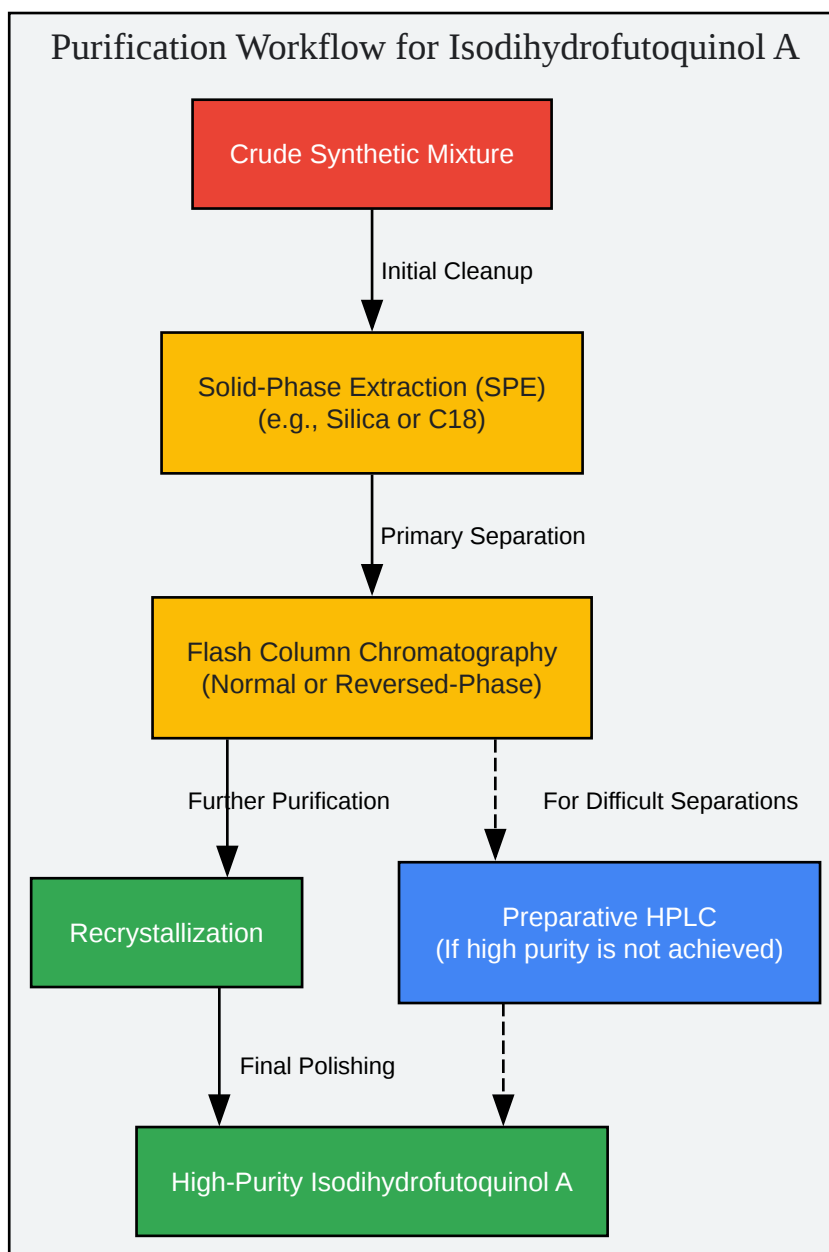 Purification Workflow for Isodihydrofutoquinol A
Crude Synthetic Mixture
Initial Cleanup
Solid-Phase Extraction (SPE)
(e.g., Silica or C18)
Primary Separation
Flash Column Chromatography
(Normal or Reversed-Phase)
Further Purification
For Difficult Separations
Recrystallization
Preparative HPLC
(If high purity is not achieved)
Final Polishing
High-Purity Isodihydrofutoquinol A